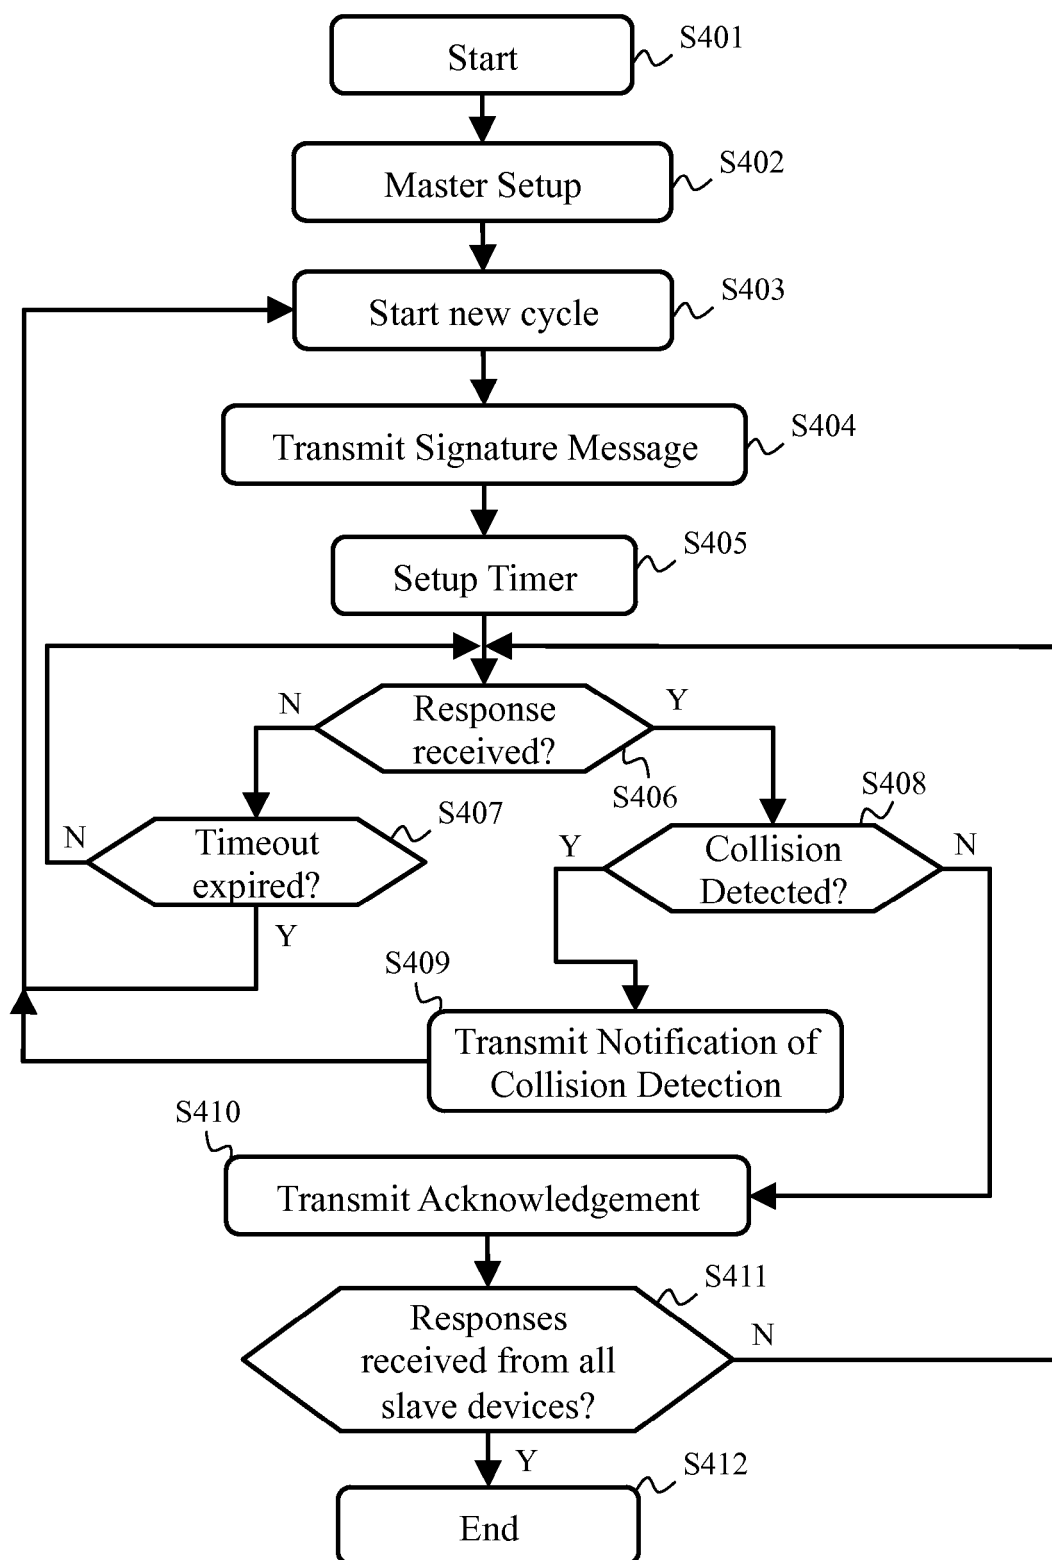 Start
S401
Master Setup
S402
Start new cycle
S403
Transmit Signature Message
S404
Setup Timer
S405
N
Response
received?
Y
S406
N
Timeout
expired?
S407
Y
Y
Collision
Detected?
S408
N
S409
Transmit Notification of
Collision Detection
S410
Transmit Acknowledgement
Responses
received from all
slave devices?
S411
N
Y
End
S412